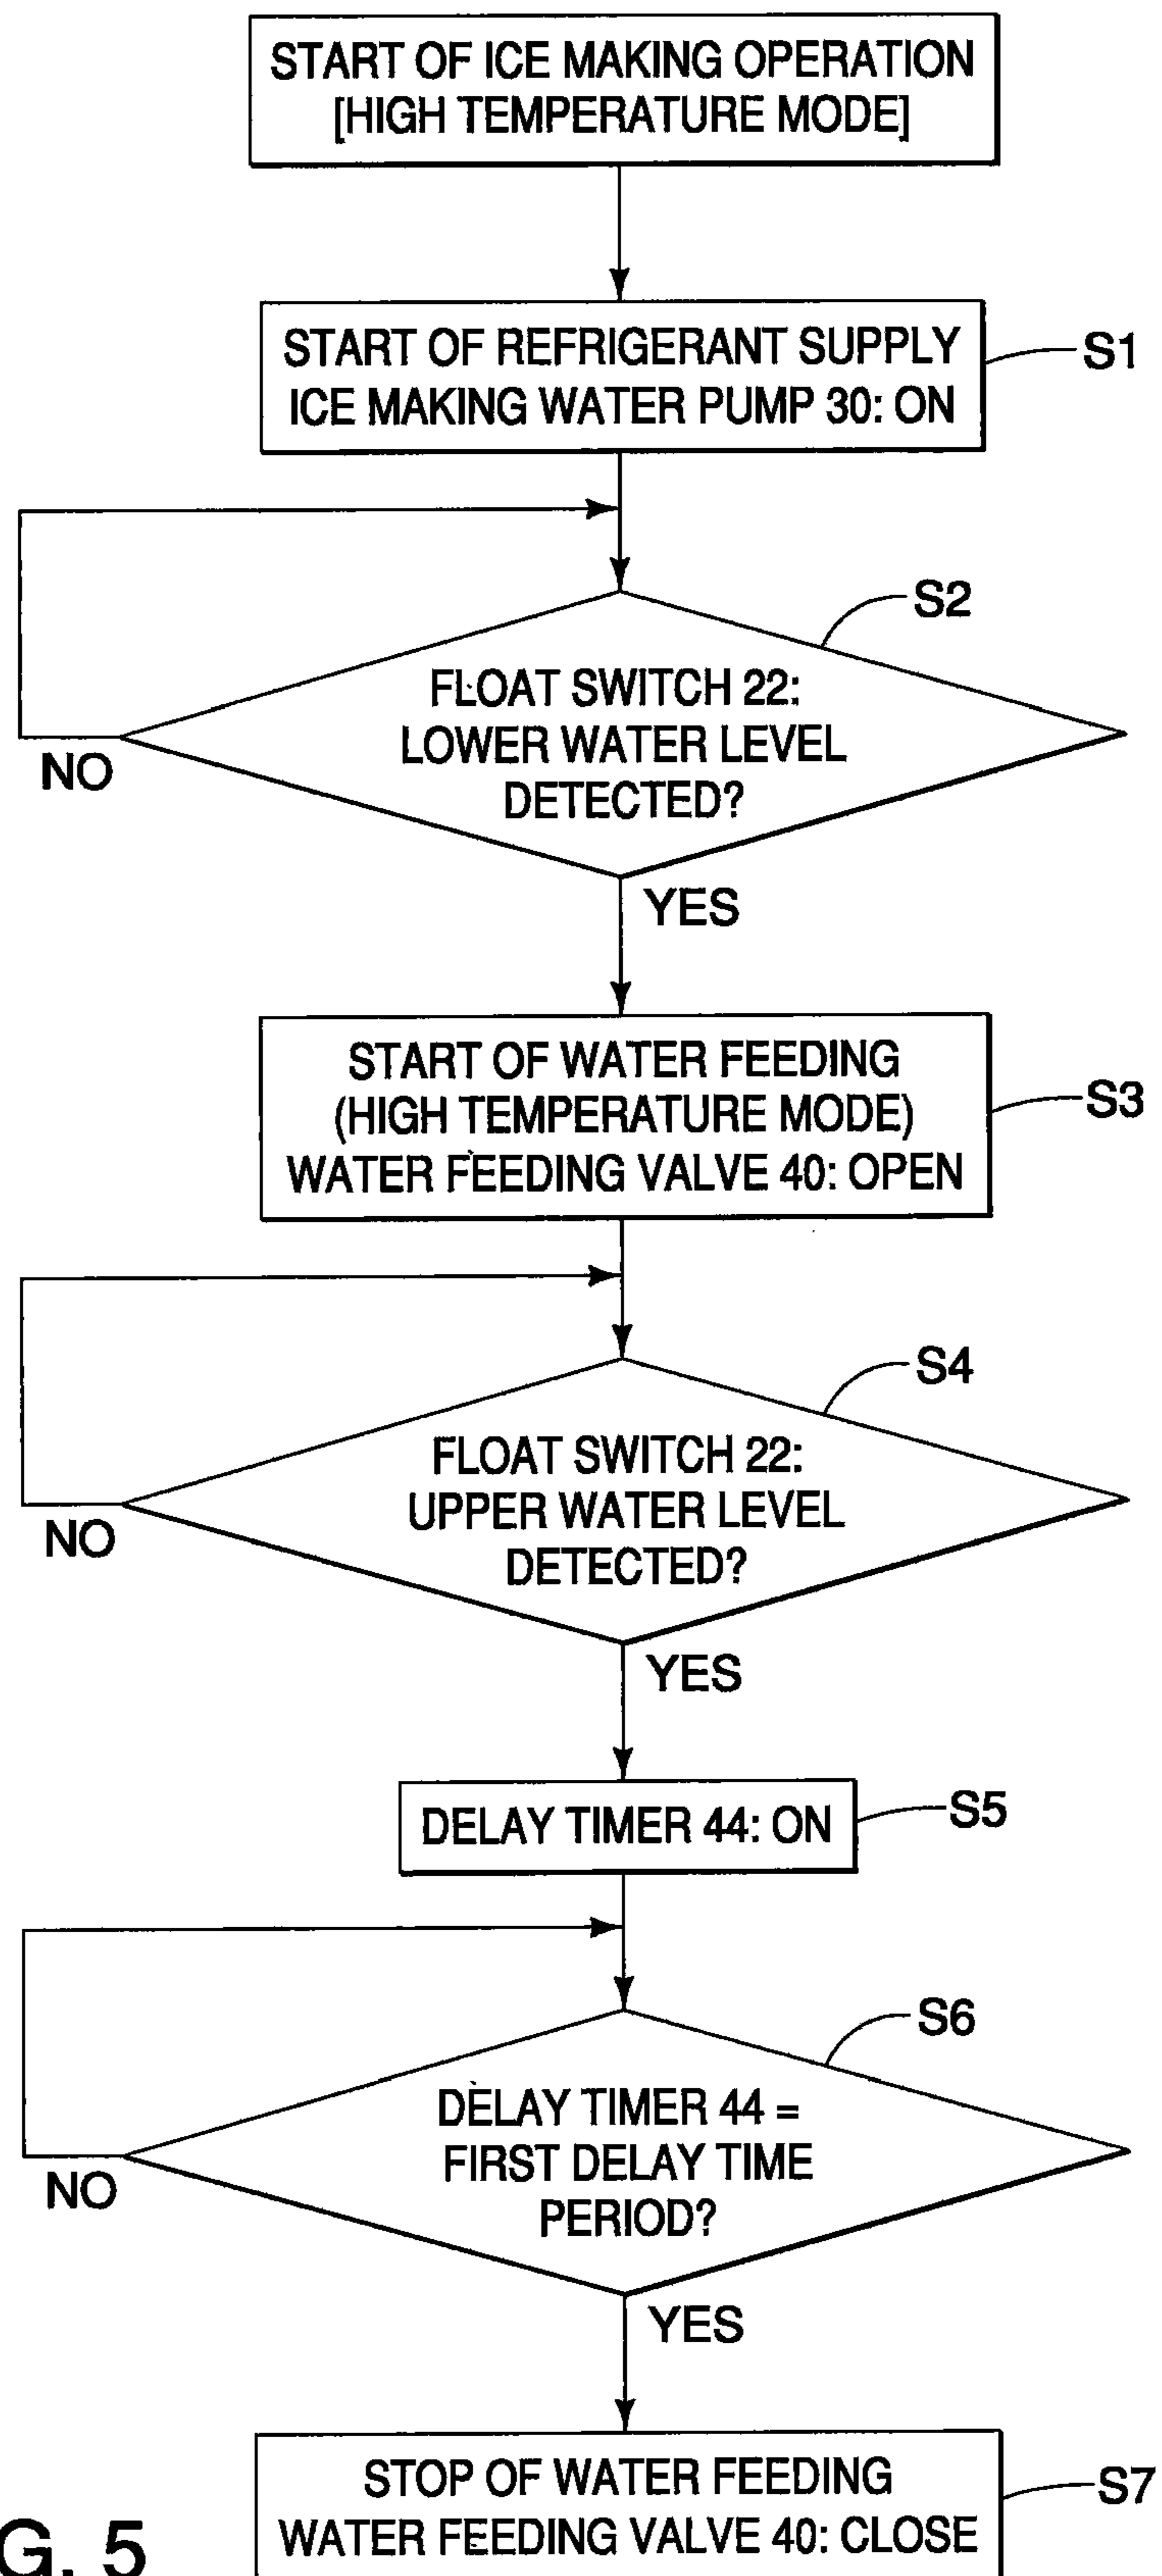 START OF ICE MAKING OPERATION
[HIGH TEMPERATURE MODE]
START OF REFRIGERANT SUPPLY
ICE MAKING WATER PUMP 30: ON
S1
S2
FLOAT SWITCH 22:
LOWER WATER LEVEL
DETECTED?
NO
YES
START OF WATER FEEDING
(HIGH TEMPERATURE MODE)
WATER FEEDING VALVE 40: OPEN
S3
S4
FLOAT SWITCH 22:
UPPER WATER LEVEL
DETECTED?
NO
YES
DELAY TIMER 44: ON
S5
S6
DELAY TIMER 44 =
FIRST DELAY TIME
PERIOD?
NO
YES
STOP OF WATER FEEDING
WATER FEEDING VALVE 40: CLOSE
S7
G. 5